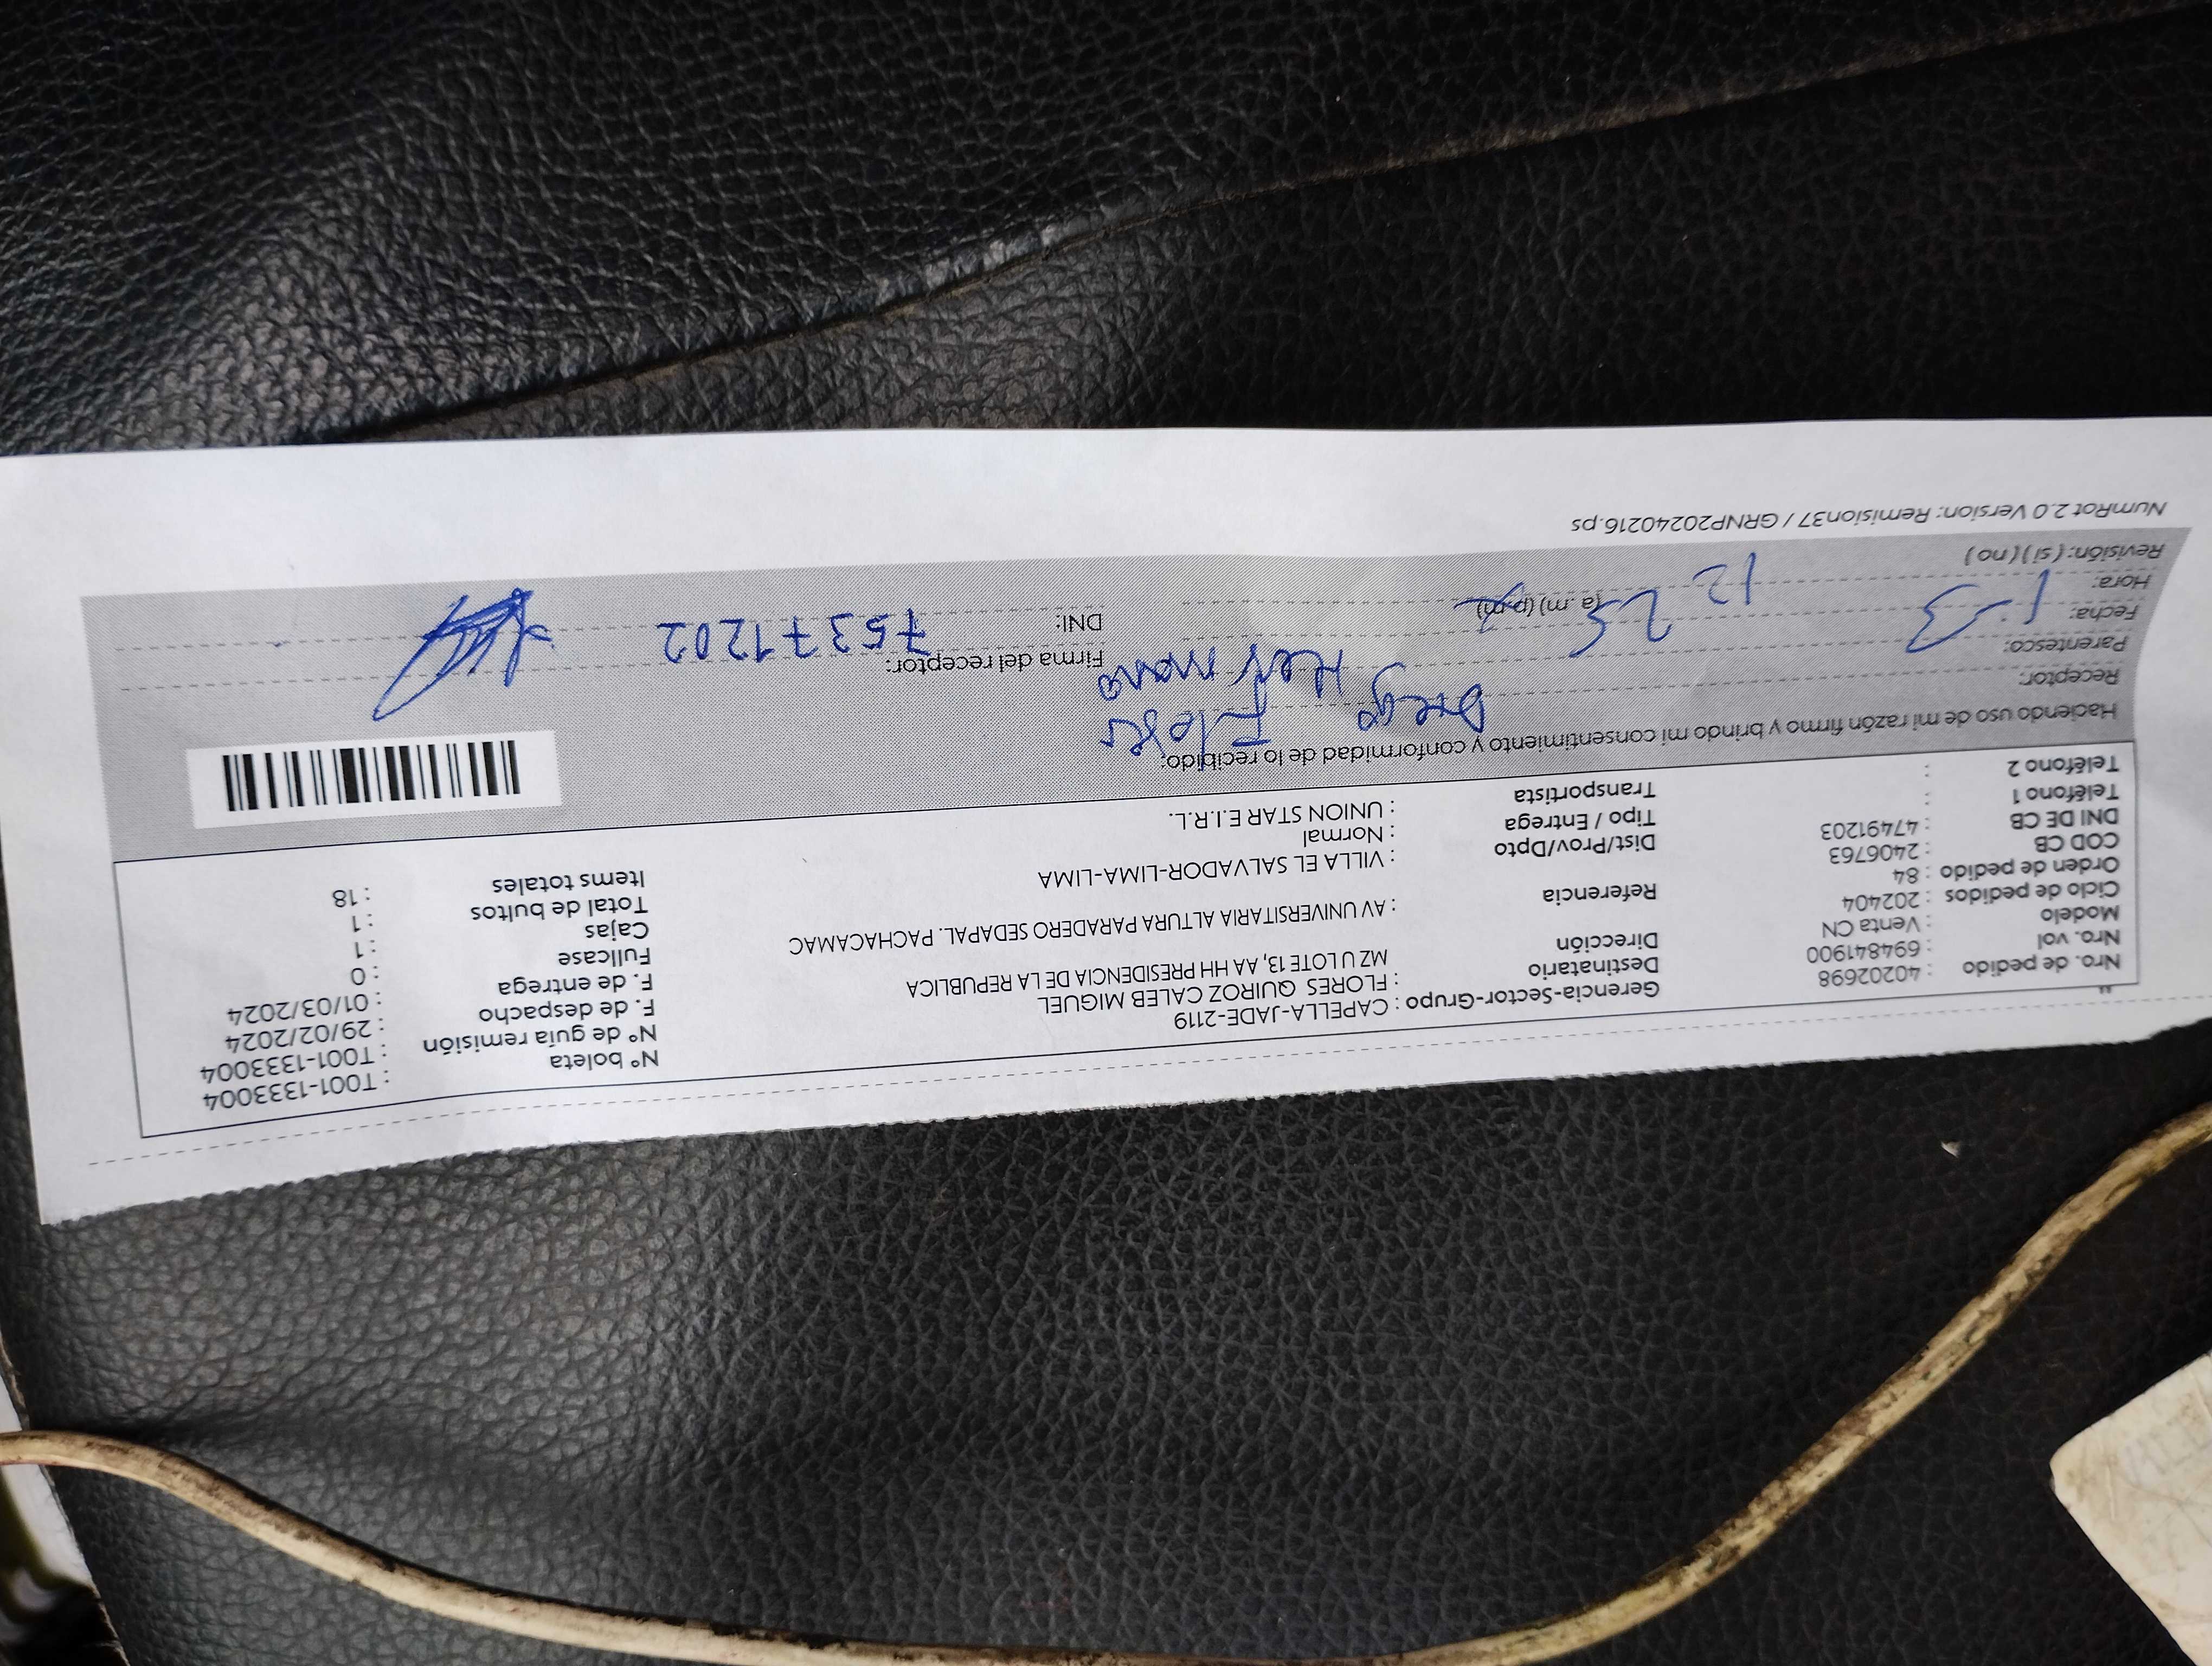 Nro. de pedido : 40202698
Nro. vol : 694841900
Modelo : Venta CN
Ciclo de pedidos : 202404
Orden de pedido : 84
COD CB : 2406763
DNI DE CB : 47491203
Teléfono 1 :
Teléfono 2 :
Gerencia-Sector-Grupo : CAPELLA-JADE-2119
Destinatario : FLORES QUIROZ CALEB MIGUEL
Dirección MZ U LOTE 13, AA HH PRESIDENCIA DE LA REPUBLICA
Referencia : AV UNIVERSITARIA ALTURA PARADERO SEDAPAL. PACHACAMAC
Dist/Prov/Dpto : VILLA EL SALVADOR-LIMA-LIMA
Tipo / Entrega : Normal
Transportista : UNION STAR E.I.R.L.
N° boleta : T001-1333004
N° de guía remisión : T001-1333004
F. de despacho : 29/02/2024
F. de entrega : 01/03/2024
Fullcase : 0
Cajas : 1
Total de bultos : 1
Items totales : 18
Haciendo uso de mi razón firmo y brindo mi consentimiento y conformidad de lo recibido:
Receptor: Diego Flores
Parentesco: Hermano
Fecha: 1-3
Hora: 12 25 (a. m) (p.m)
Revisión: ( si ) ( no )
Firma del receptor:
DNI: 75371202
NumRot 2.0 Version: Remision37 / GRNP20240216.ps